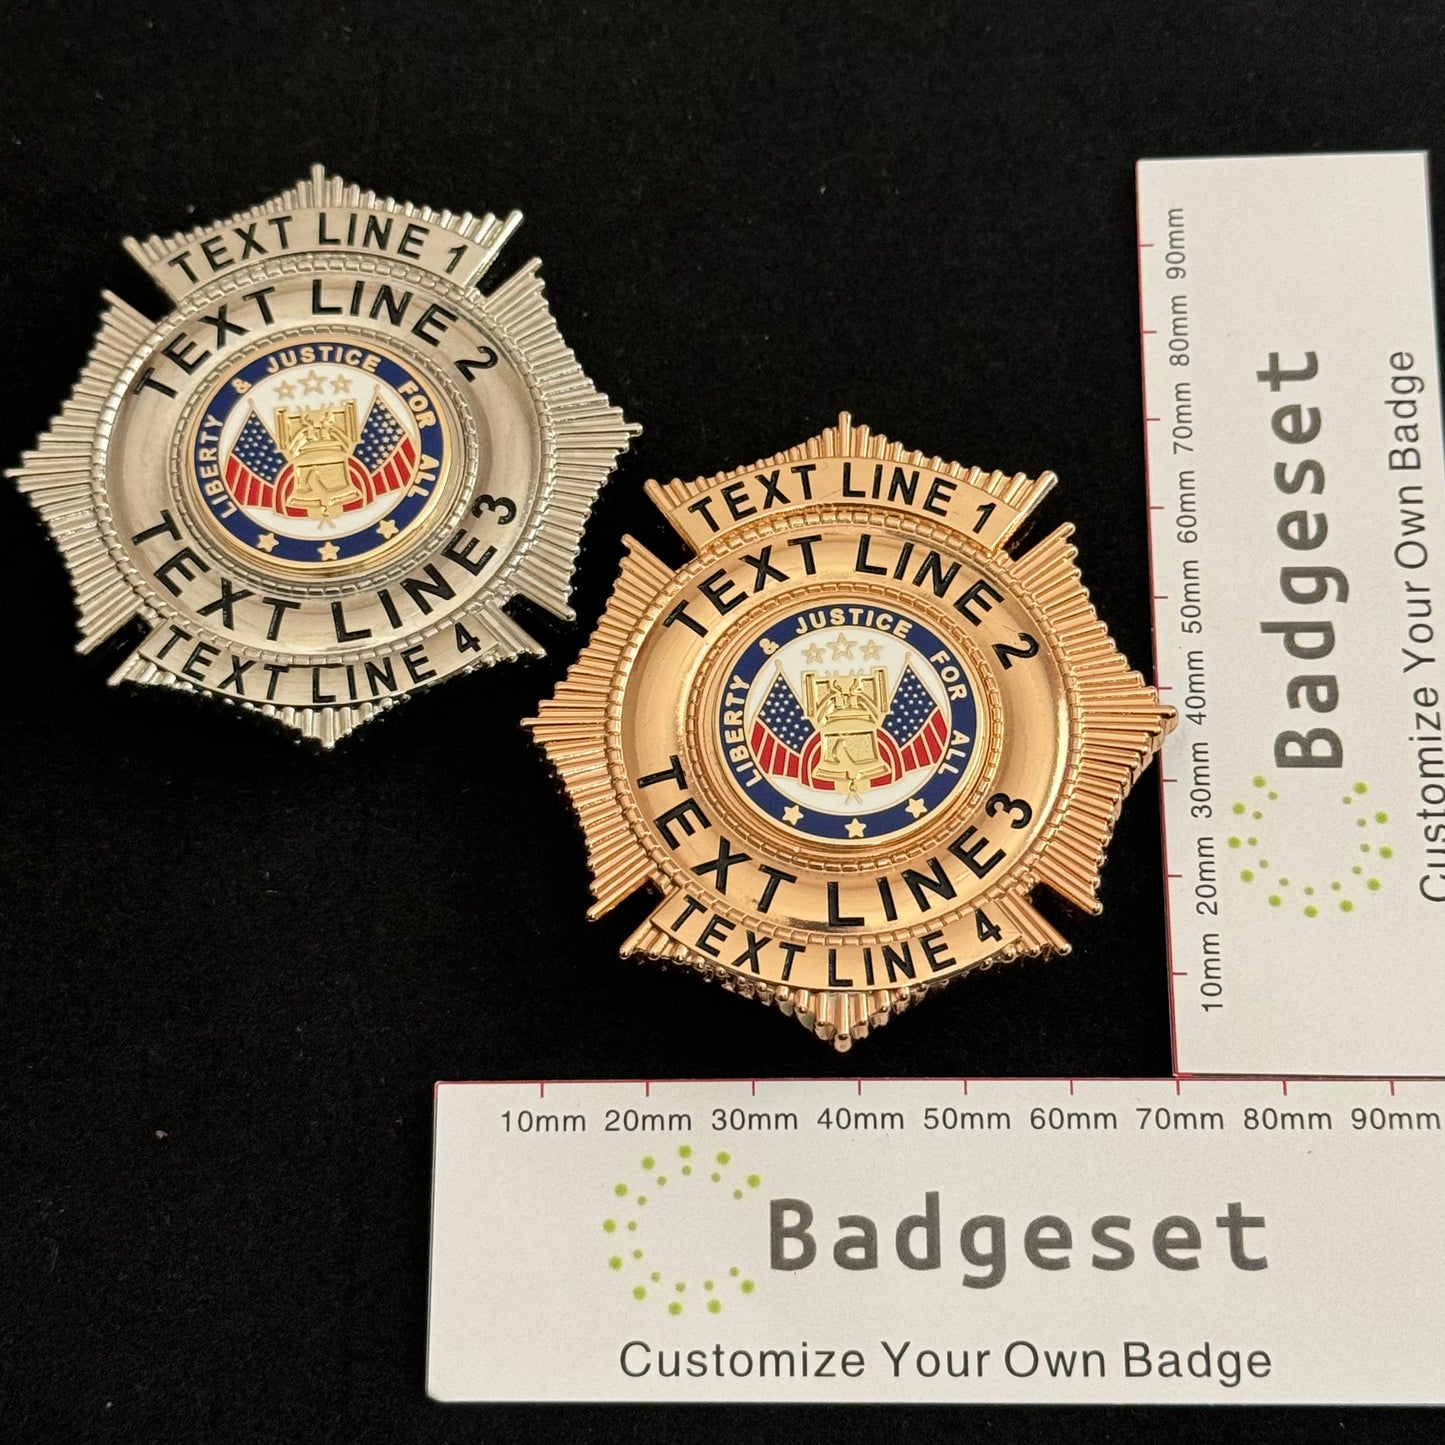 TEXT LINE 1
TEXT LINE 2
LIBERTY & JUSTICE FOR ALL
TEXT LINE 3
TEXT LINE 4
TEXT LINE 1
TEXT LINE 2
LIBERTY & JUSTICE FOR ALL
TEXT LINE 3
TEXT LINE 4
10mm 20mm 30mm 40mm 50mm 60mm 70mm 80mm 90mm
Badgeset
Customize Your Own Badge
10mm 20mm 30mm 40mm 50mm 60mm 70mm 80mm 90mm
Badgeset
Customize Your Own Badge